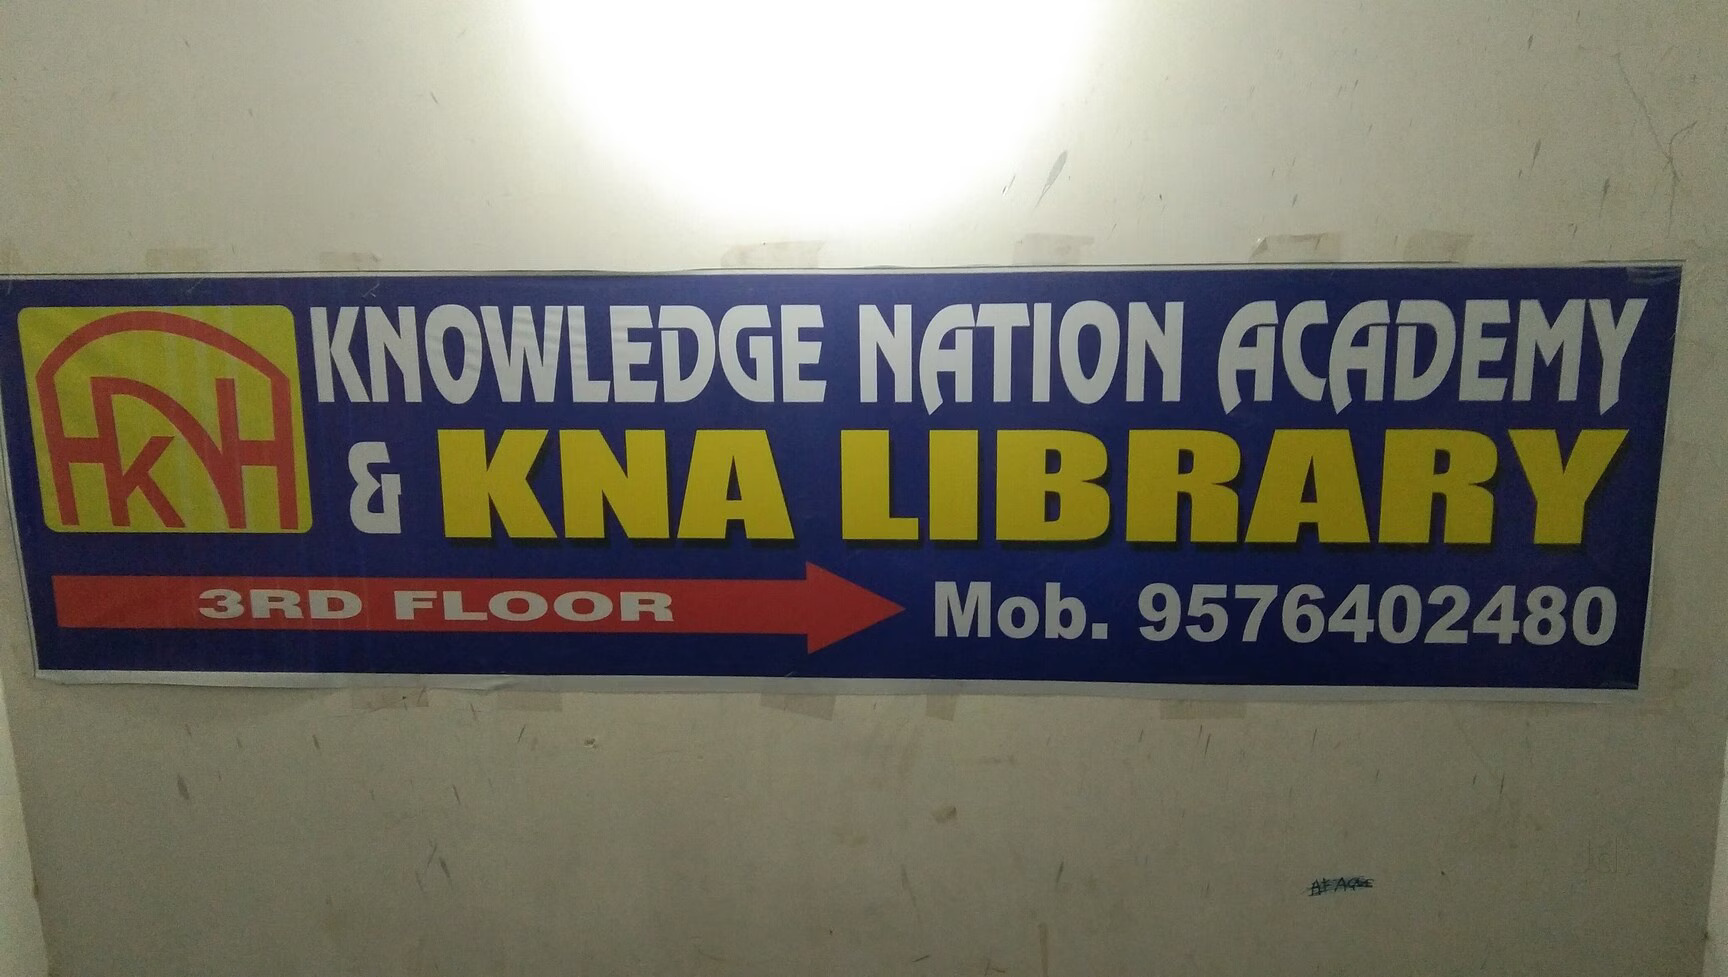 KNOWLEDGE NATION ACADEMY
& KNA LIBRARY
3RD FLOOR
Mob. 9576402480